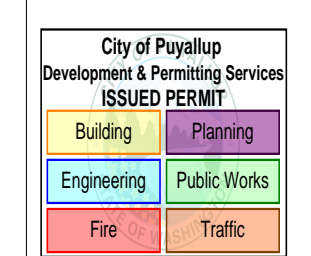 City of Puyallup
Development & Permitting Services
ISSUED PERMIT
Building Planning
Engineering Public Works
Fire Traffic